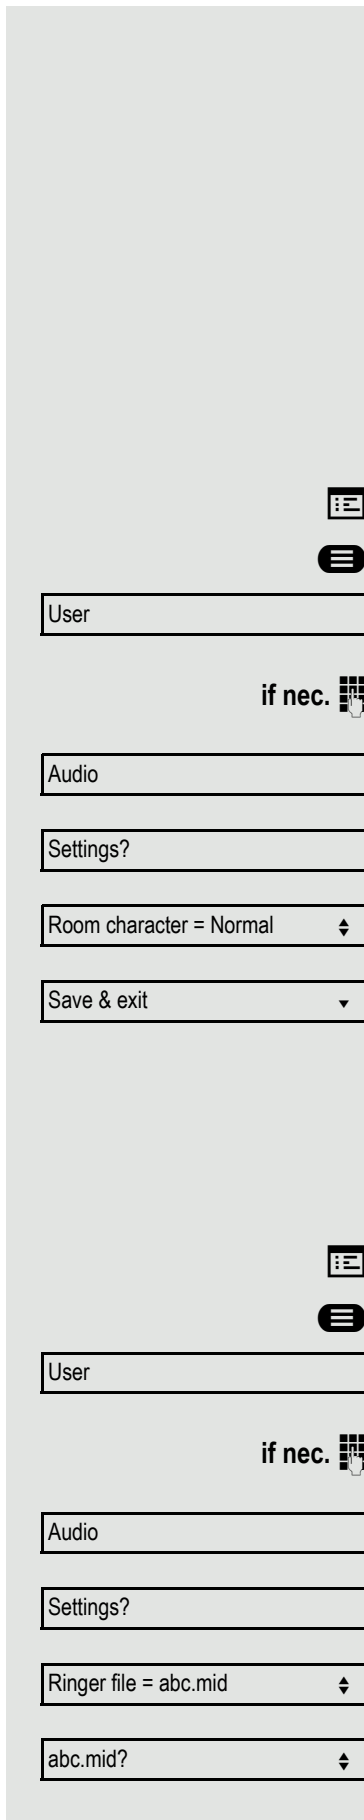 User
if nec.
Audio
Settings?
Room character = Normal
Save & exit
User
if nec.
Audio
Settings?
Ringer file = abc.mid
abc.mid?